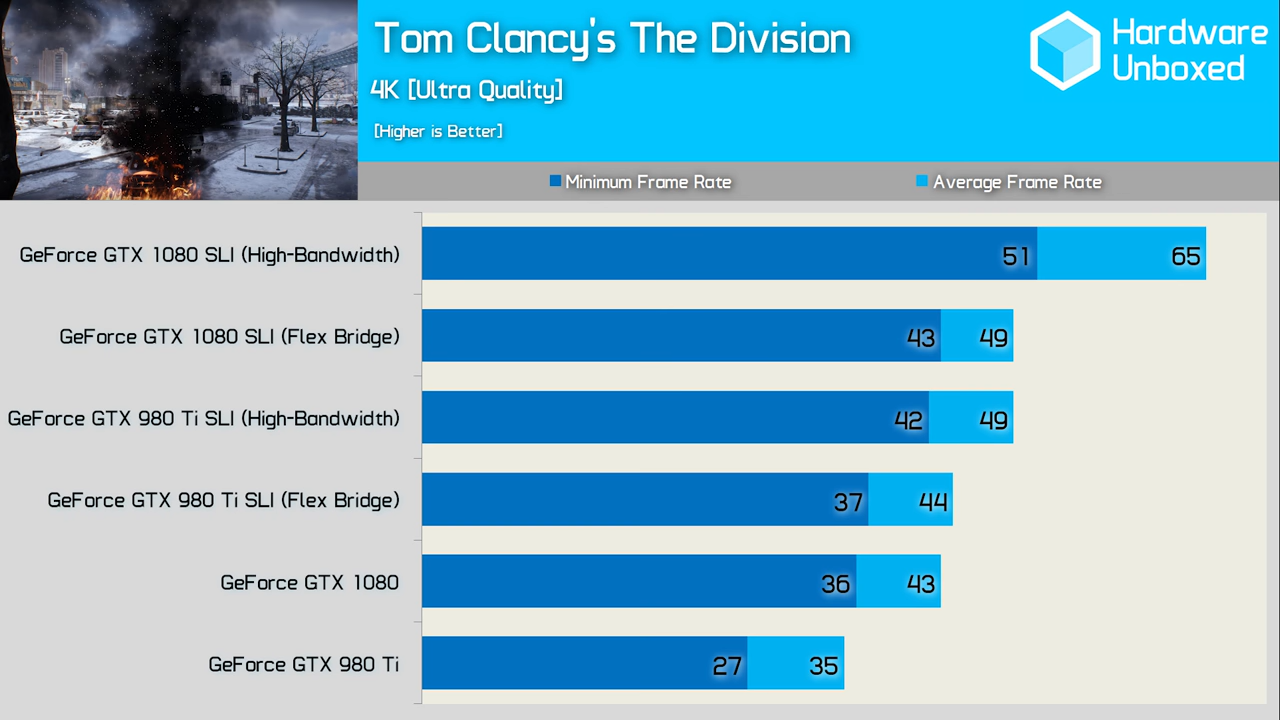 Tom Clancy's The Division
4K [Ultra Quality]
[Higher is Better]
Hardware
Unboxed
Minimum Frame Rate
Average Frame Rate
GeForce GTX 1080 SLI (High-Bandwidth) 51 65
GeForce GTX 1080 SLI (Flex Bridge) 43 49
GeForce GTX 980 Ti SLI (High-Bandwidth) 42 49
GeForce GTX 980 Ti SLI (Flex Bridge) 37 44
GeForce GTX 1080 36 43
GeForce GTX 980 Ti 27 35